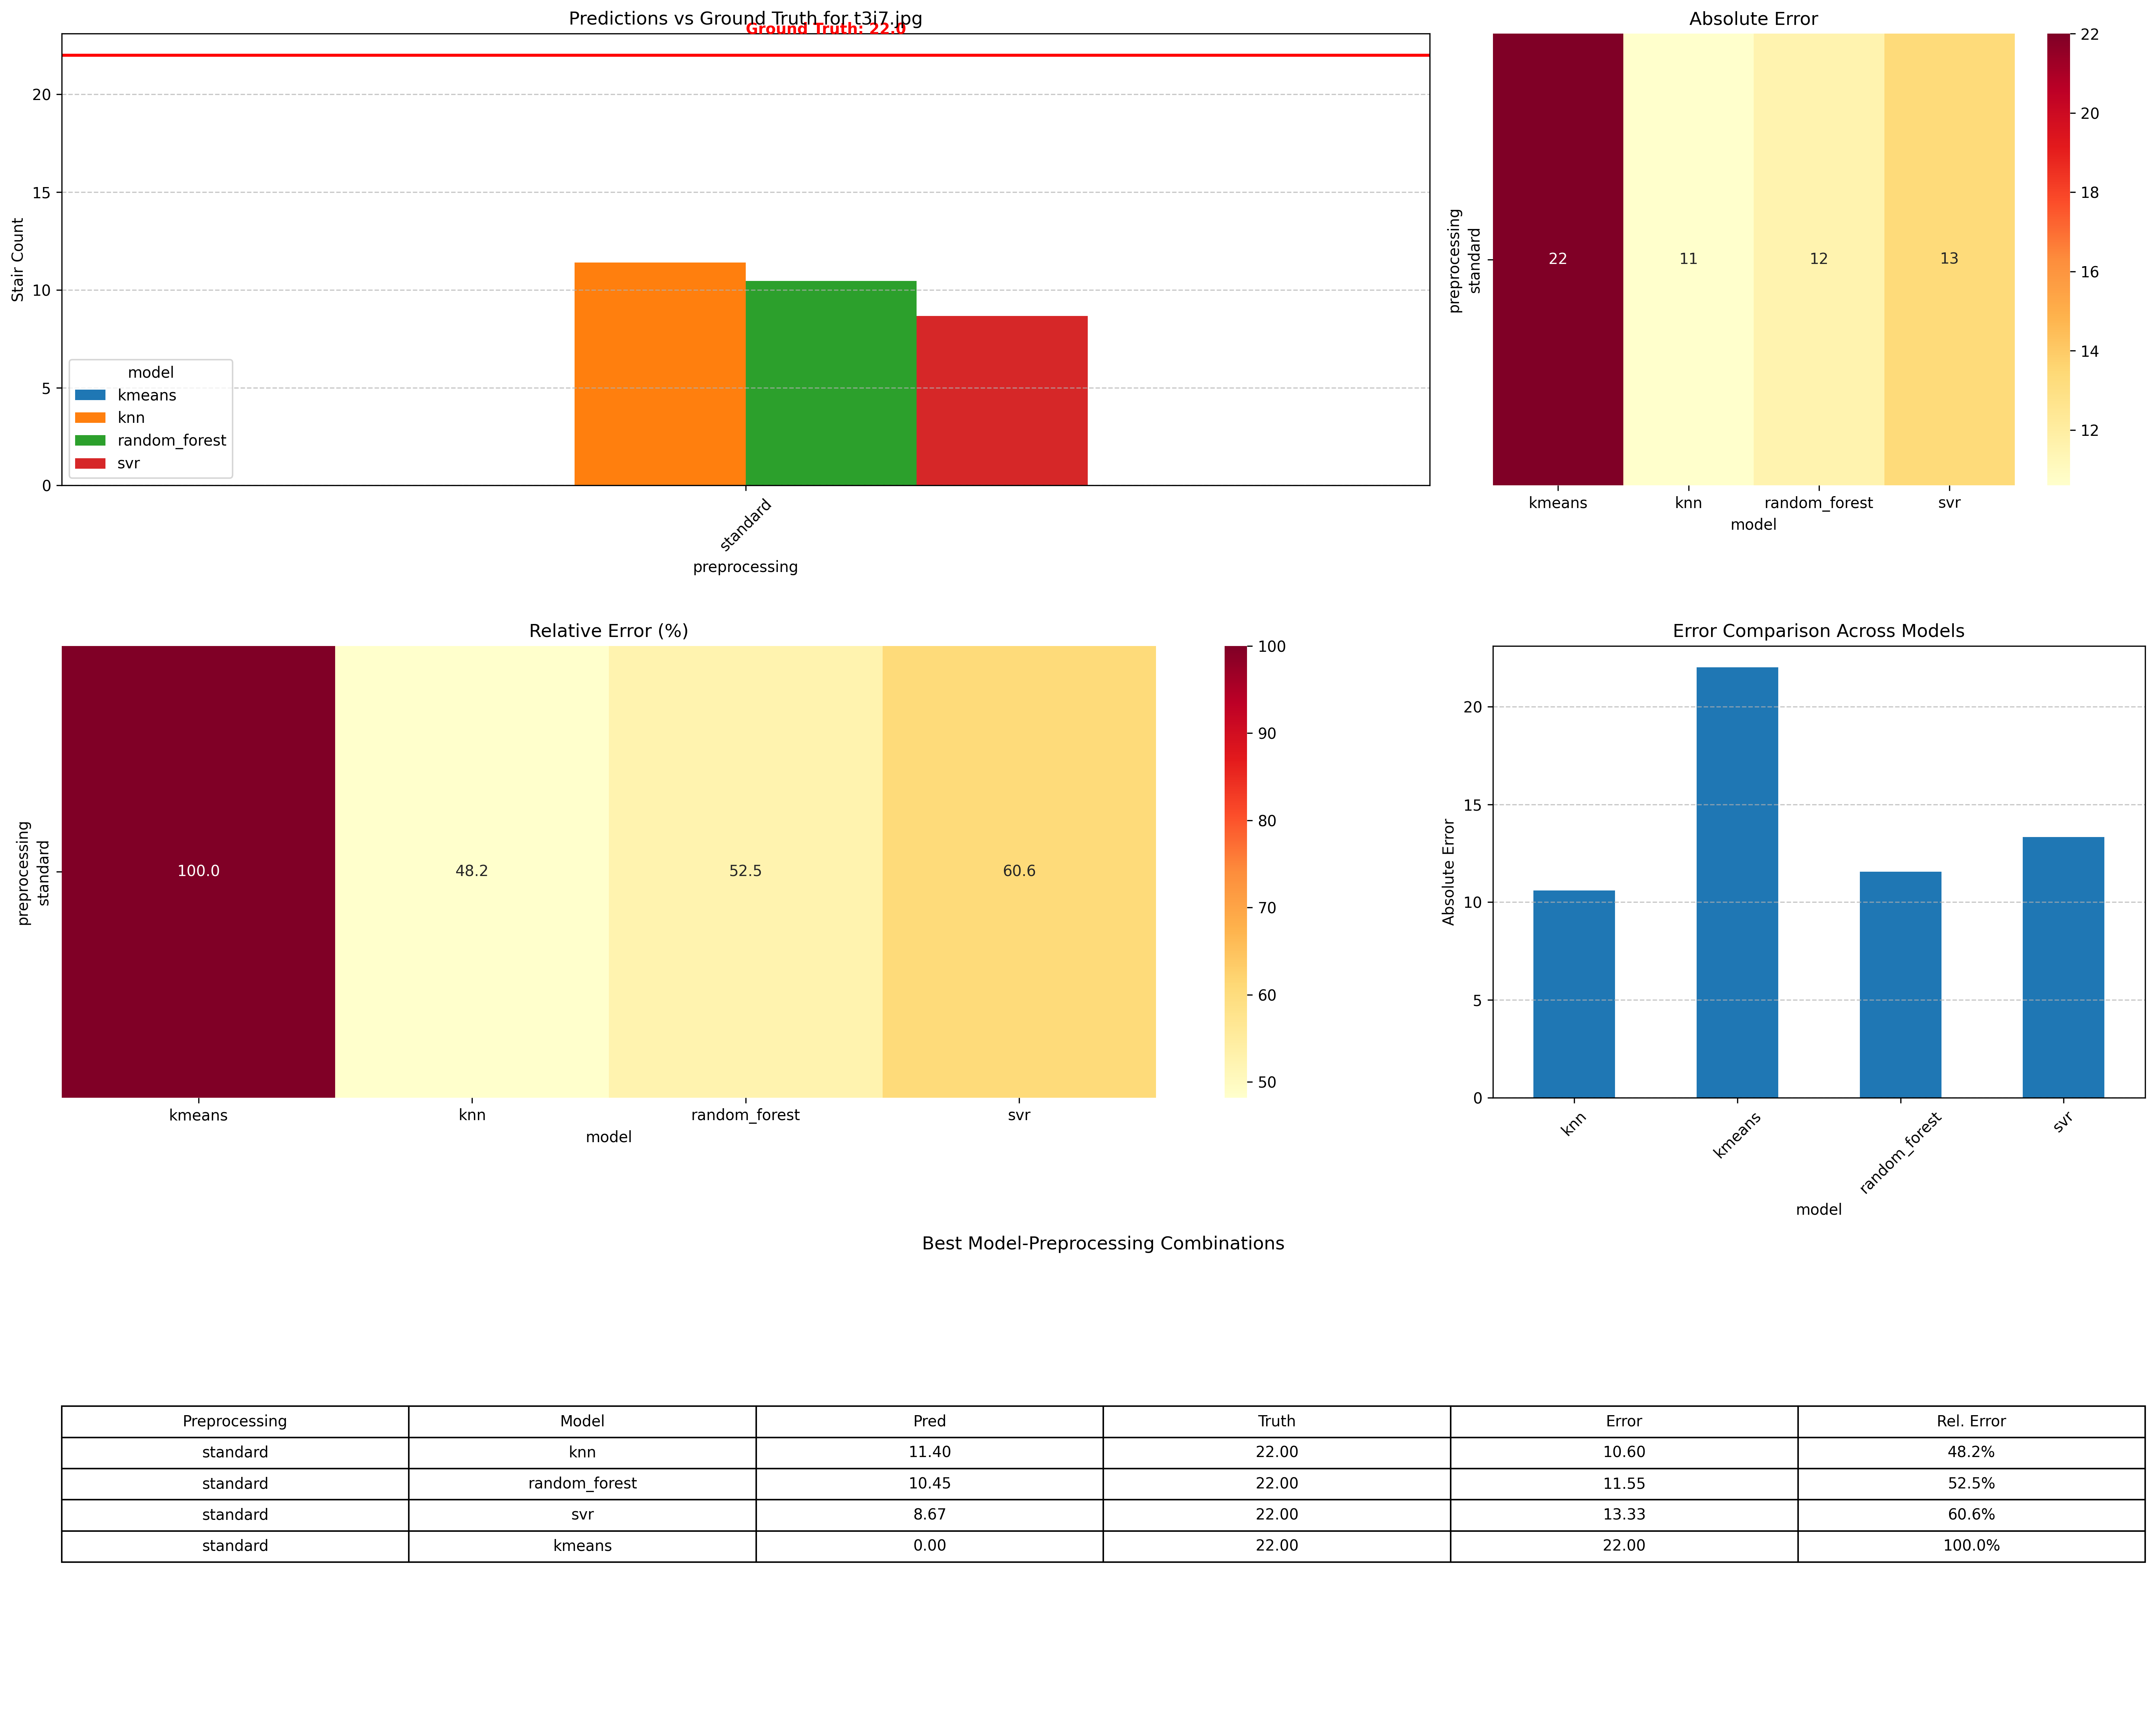 Predictions vs Ground Truth for t3i7.jpg
Ground Truth: 22.0
Stair Count
20
15
10
5
0
model
kmeans
knn
random_forest
svr
standard
preprocessing
Absolute Error
preprocessing
standard
22 11 12 13
kmeans knn random_forest svr
model
22
20
18
16
14
12
Relative Error (%)
preprocessing
standard
100.0 48.2 52.5 60.6
kmeans knn random_forest svr
model
100
90
80
70
60
50
Error Comparison Across Models
Absolute Error
20
15
10
5
0
knn kmeans random_forest svr
model
Best Model-Preprocessing Combinations
Preprocessing Model Pred Truth Error Rel. Error
standard knn 11.40 22.00 10.60 48.2%
standard random_forest 10.45 22.00 11.55 52.5%
standard svr 8.67 22.00 13.33 60.6%
standard kmeans 0.00 22.00 22.00 100.0%